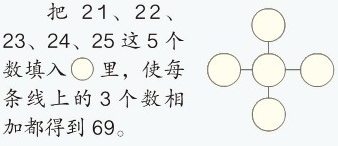 把 21、22、
23、24、25 这 5 个
数填入 里，使每
条线上的 3 个数相
加都得到 69。